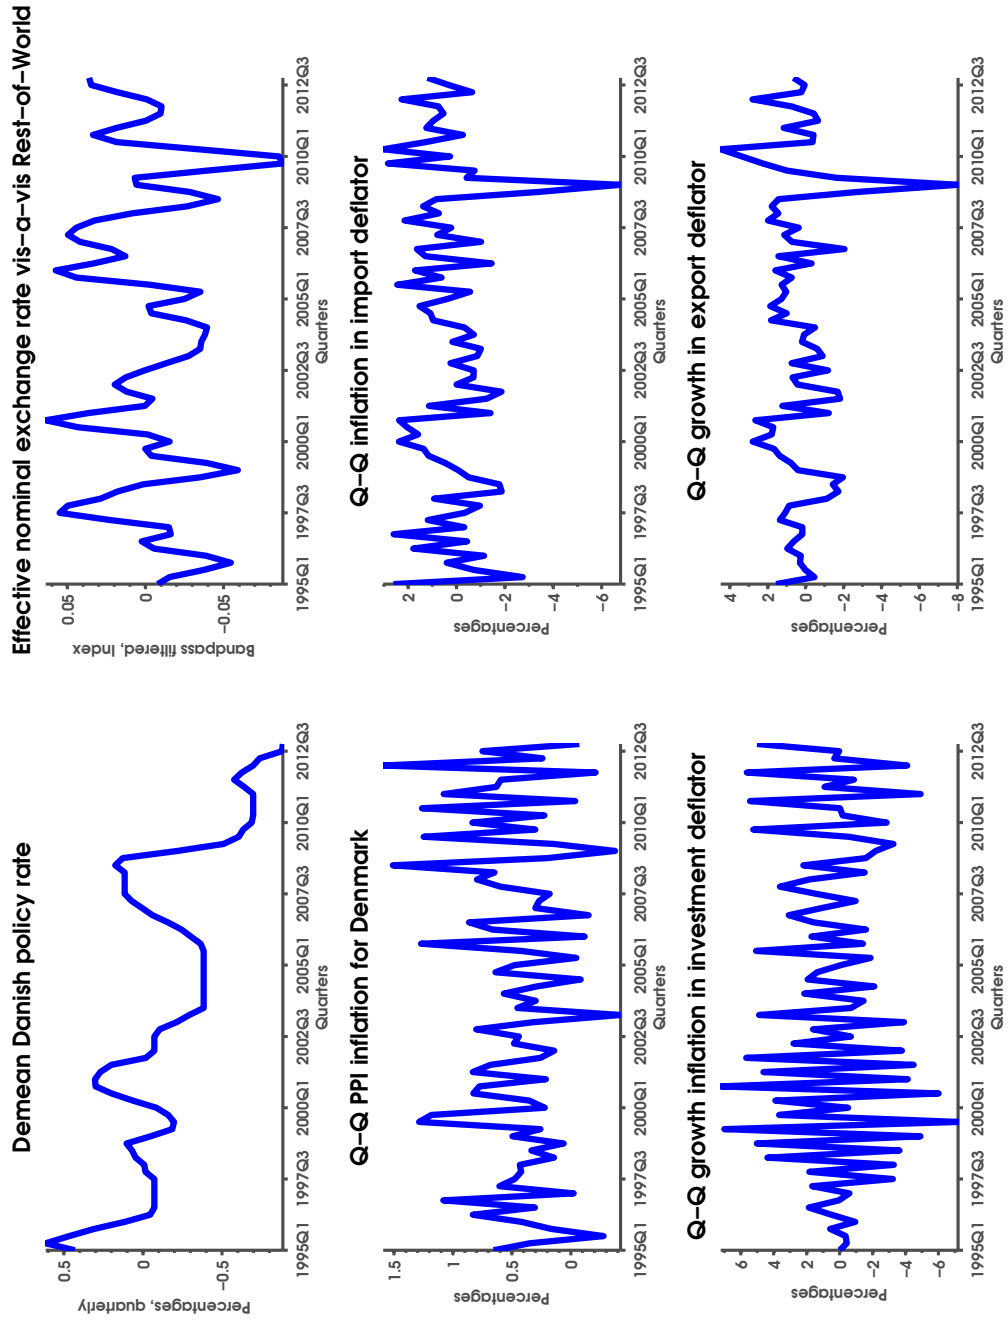 Demean Danish policy rate
Percentages, quarterly
0.5
0
−0.5
1995Q1 1997Q3 2000Q1 2002Q3 2005Q1 2007Q3 2010Q1 2012Q3
Quarters
Effective nominal exchange rate vis−a−vis Rest−of−World
Bandpass filtered, Index
0.05
0
−0.05
1995Q1 1997Q3 2000Q1 2002Q3 2005Q1 2007Q3 2010Q1 2012Q3
Quarters
Q−Q PPI inflation for Denmark
Percentages
1.5
1
0.5
0
1995Q1 1997Q3 2000Q1 2002Q3 2005Q1 2007Q3 2010Q1 2012Q3
Quarters
Q−Q inflation in import deflator
Percentages
2
0
−2
−4
−6
1995Q1 1997Q3 2000Q1 2002Q3 2005Q1 2007Q3 2010Q1 2012Q3
Quarters
Q−Q growth inflation in investment deflator
Percentages
6
4
2
0
−2
−4
−6
1995Q1 1997Q3 2000Q1 2002Q3 2005Q1 2007Q3 2010Q1 2012Q3
Quarters
Q−Q growth in export deflator
Percentages
4
2
0
−2
−4
−6
−8
1995Q1 1997Q3 2000Q1 2002Q3 2005Q1 2007Q3 2010Q1 2012Q3
Quarters